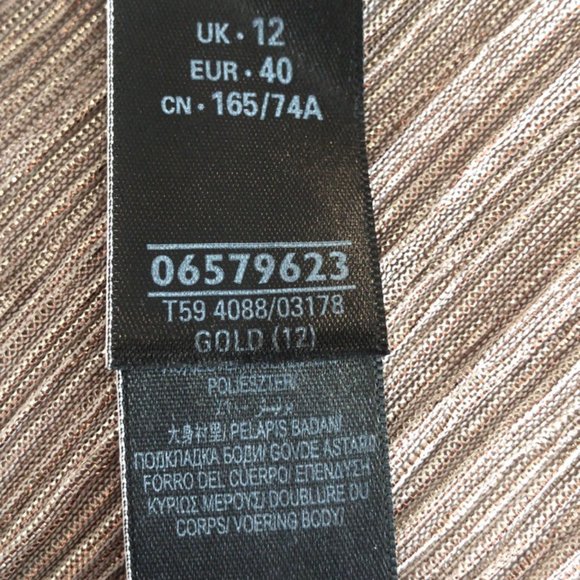 UK • 12
EUR • 40
CN • 165/74A
06579623
T59 4088/03178
GOLD (12)
POLIESZTER/
大身衬里/ PELAPIS BADAN/
ПОДКЛАДКА БОДИ/ GÖVDE ASTARI/
FORRO DEL CUERPO/ ΕΠΕΝΔΥΣΗ
ΚΥΡΙΟΣ ΜΕΡΟΥΣ/ DOUBLURE DU
CORPS/ VOERING BODY/